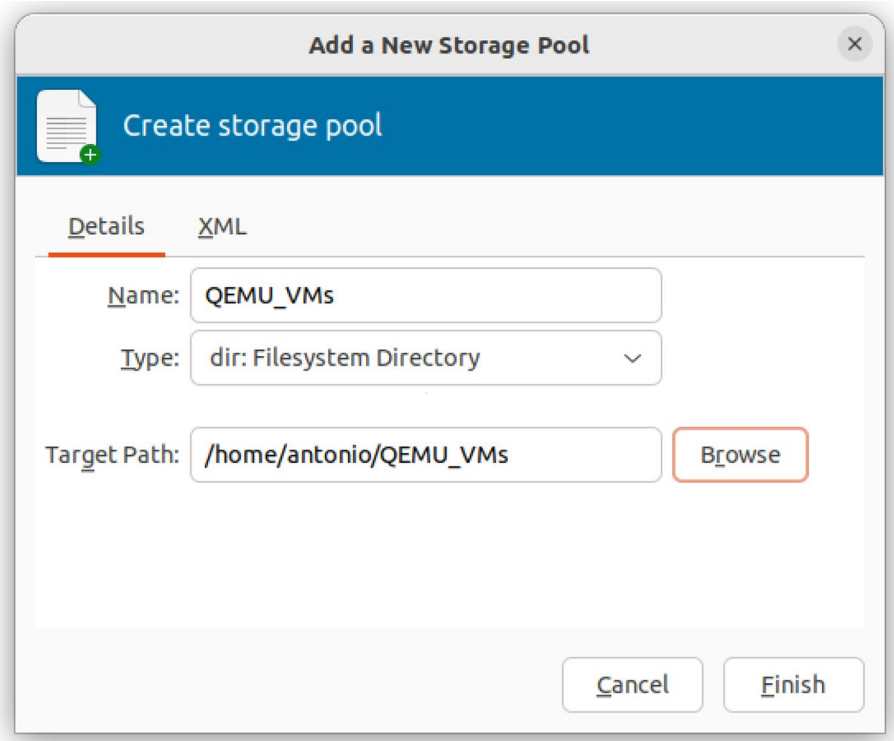 Add a New Storage Pool
Create storage pool
Details XML
Name: QEMU_VMs
Type: dir: Filesystem Directory
Target Path: /home/antonio/QEMU_VMs Browse
Cancel Finish